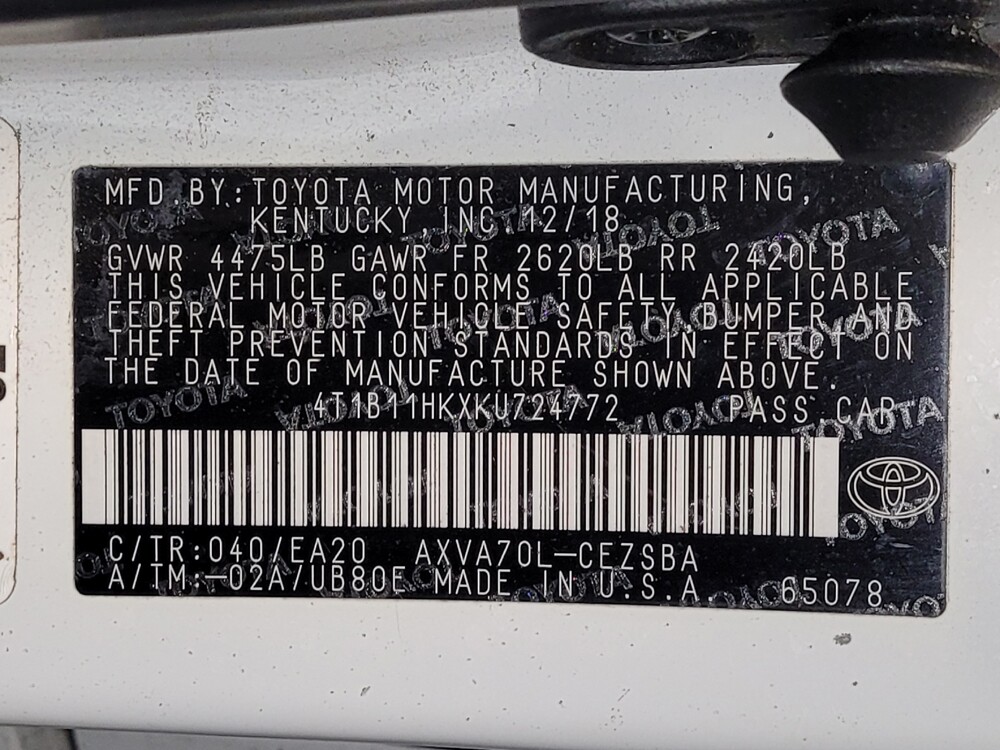 MFD.BY:TOYOTA MOTOR MANUFACTURING,
KENTUCKY,INC 12/18
GVWR 4475LB GAWR FR 2620LB RR 2420LB
THIS VEHICLE CONFORMS TO ALL APPLICABLE
FEDERAL MOTOR VEHICLE SAFETY,BUMPER,AND
THEFT PREVENTION STANDARDS IN EFFECT ON
THE DATE OF MANUFACTURE SHOWN ABOVE.
4T1B11HKXKU724772 PASS CAR
C/TR:040/EA20 AXVA70L-CEZSBA
A/TM:-02A/UB80E MADE IN U.S.A. 65078